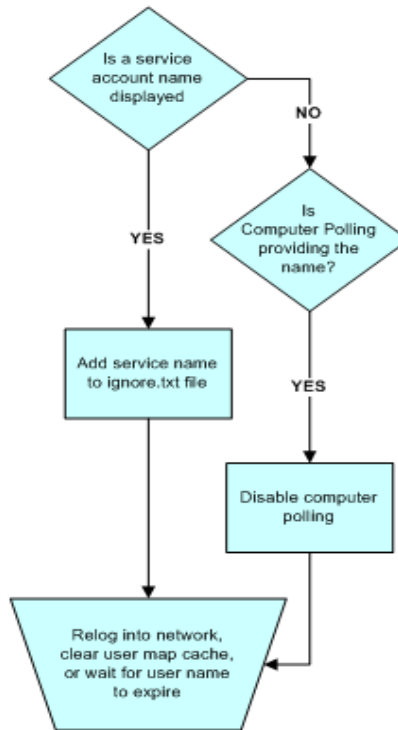 Is a service
account name
displayed
NO
Is
Computer Polling
providing the
name?
YES
Add service name
to ignore.txt file
YES
Disable computer
polling
Relog into network,
clear user map cache,
or wait for user name
to expire